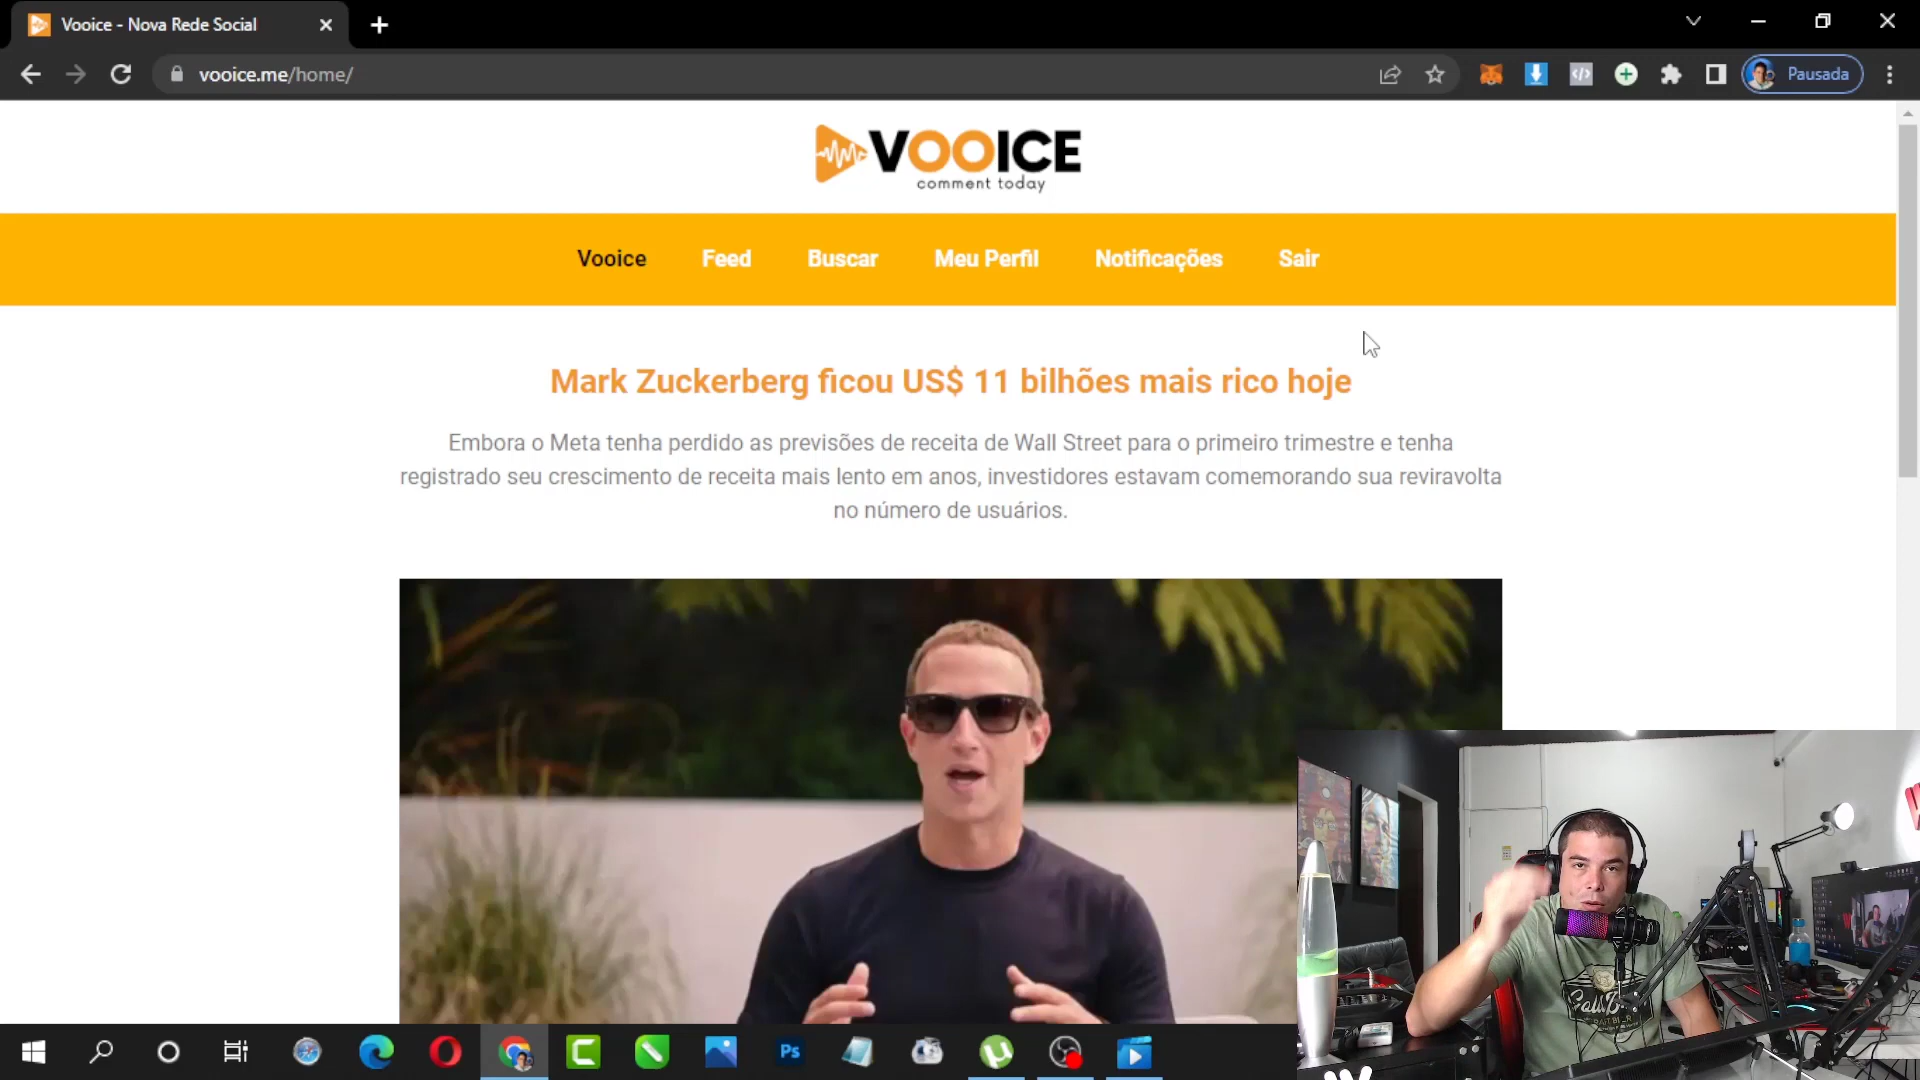 Vooice - Nova Rede Social
vooice.me/home/
Pausada
VOOICE
comment today
Vooice
Feed
Buscar
Meu Perfil
Notificações
Sair
Mark Zuckerberg ficou US$ 11 bilhões mais rico hoje
Embora o Meta tenha perdido as previsões de receita de Wall Street para o primeiro trimestre e tenha
registrado seu crescimento de receita mais lento em anos, investidores estavam comemorando sua reviravolta
no número de usuários.
Ps